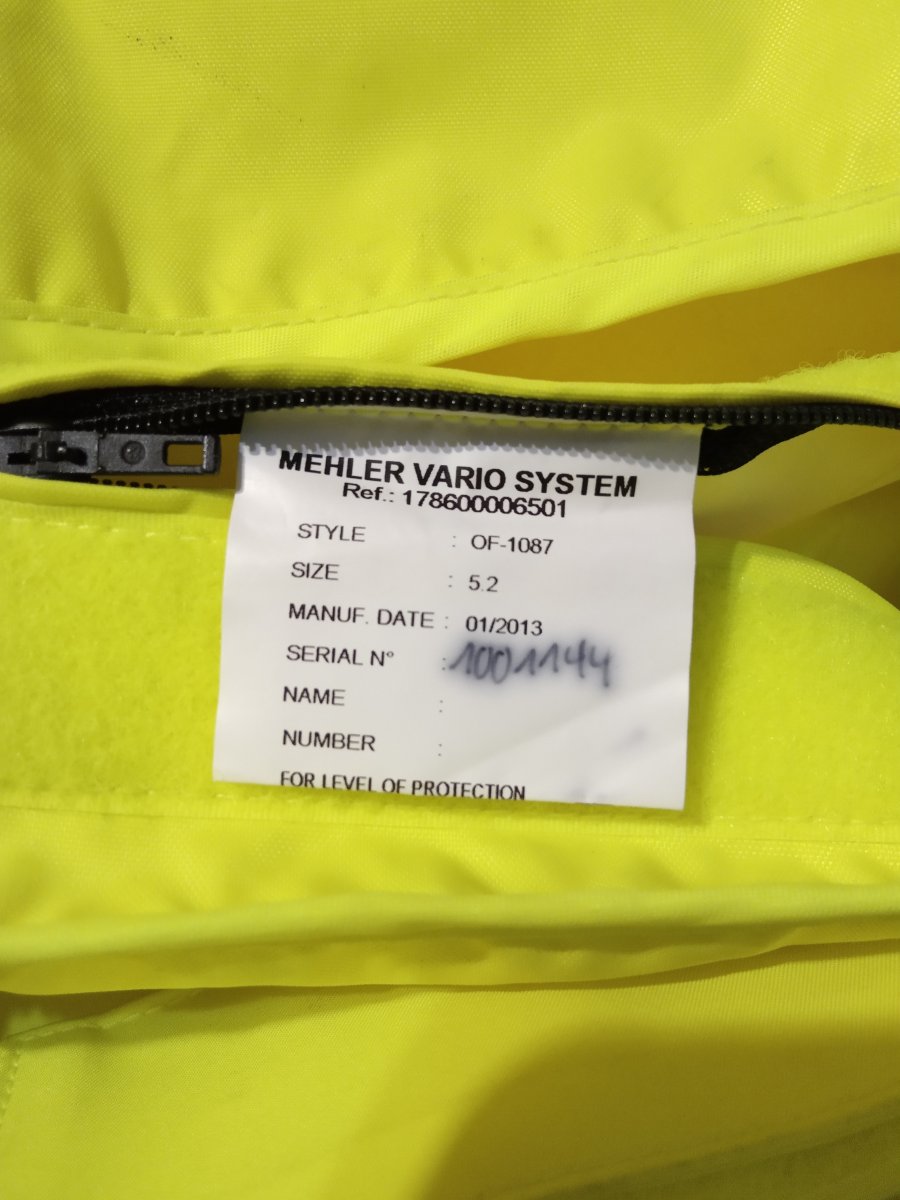 MEHLER VARIO SYSTEM
Ref.: 178600006501
STYLE : OF-1087
SIZE : 5.2
MANUF. DATE : 01/2013
SERIAL N° : 1001144
NAME :
NUMBER :
FOR LEVEL OF PROTECTION